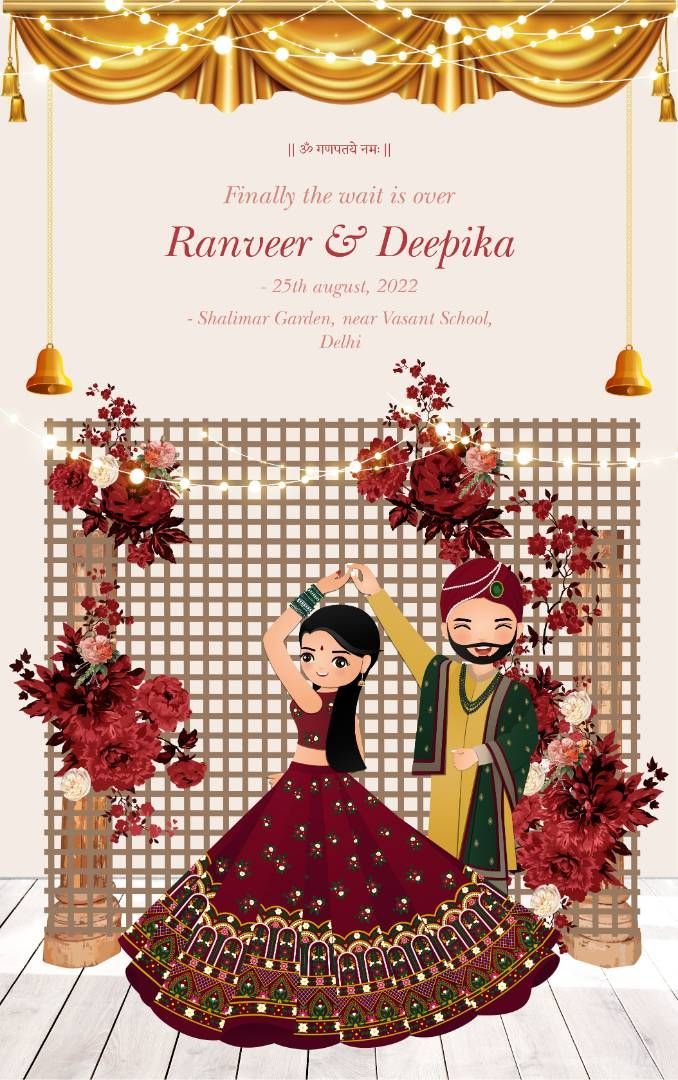 || ॐ गणपतये नमः ||
Finally the wait is over
Ranveer & Deepika
- 25th august, 2022
- Shalimar Garden, near Vasant School,
Delhi